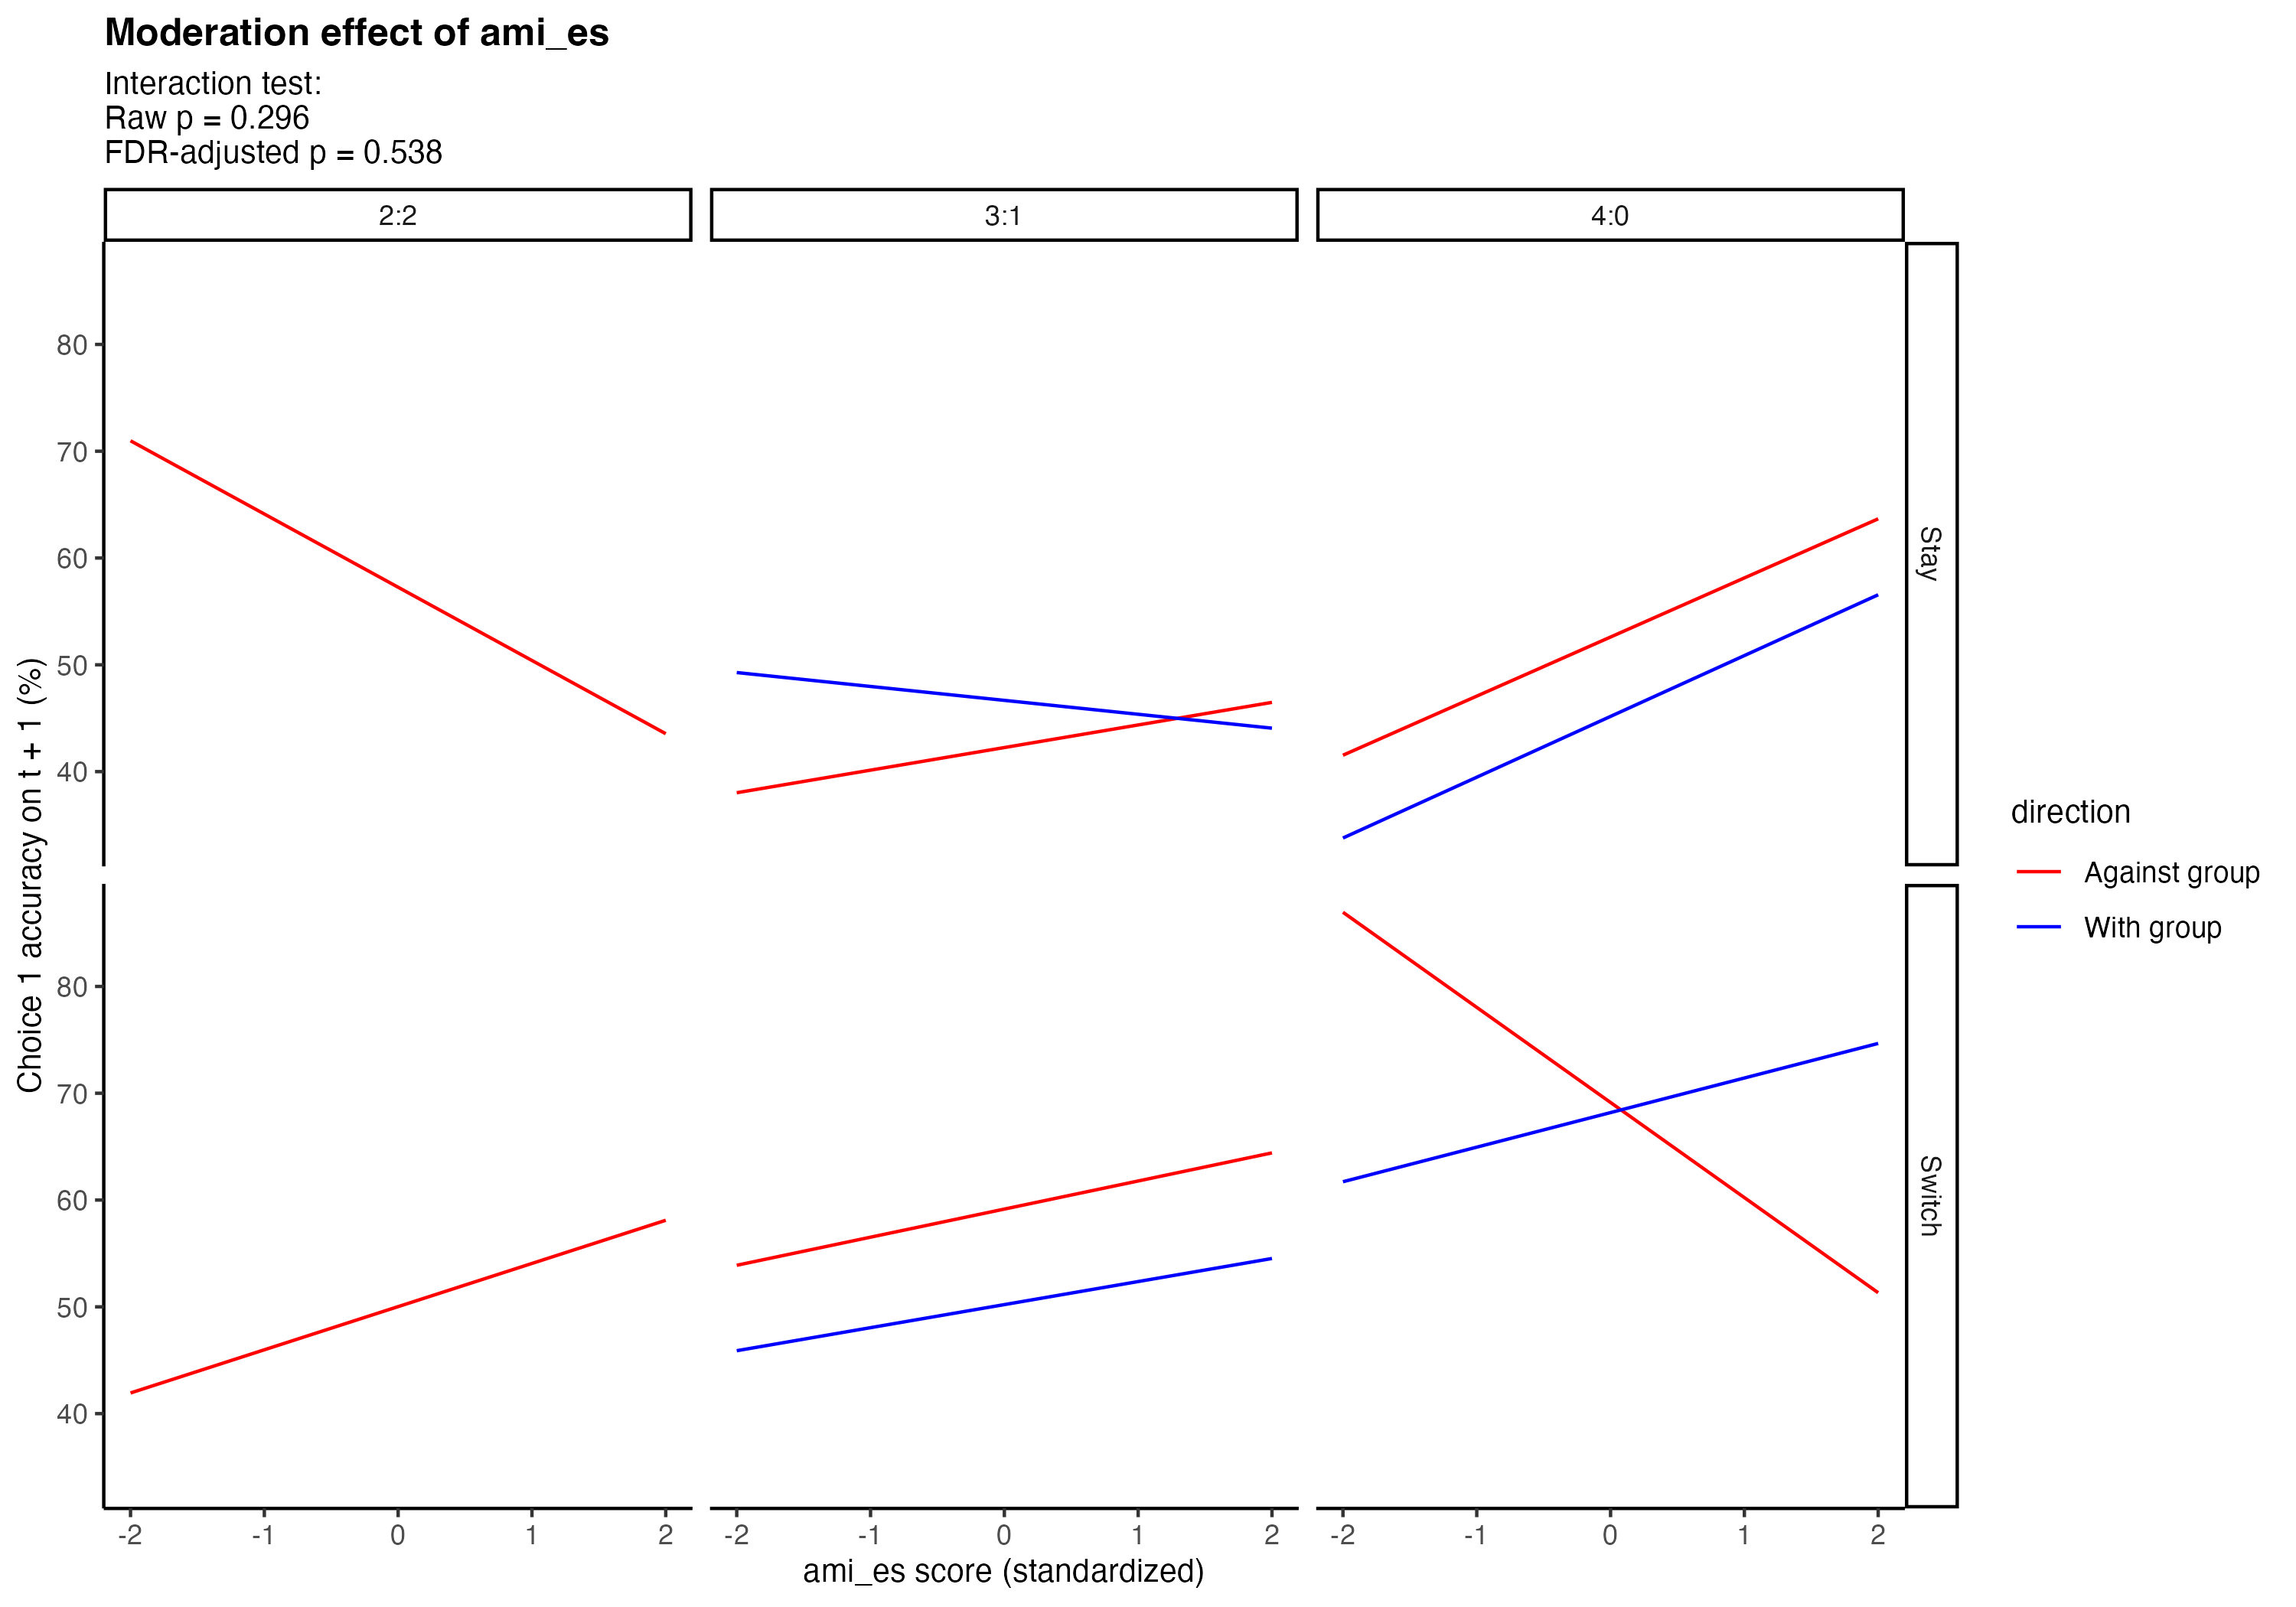 Moderation effect of ami_es
Interaction test:
Raw p = 0.296
FDR-adjusted p = 0.538
2:2
3:1
4:0
Choice 1 accuracy on t + 1 (%)
80
70
60
50
40
Stay
80
70
60
50
40
Switch
-2 -1 0 1 2
-2 -1 0 1 2
-2 -1 0 1 2
ami_es score (standardized)
direction
Against group
With group